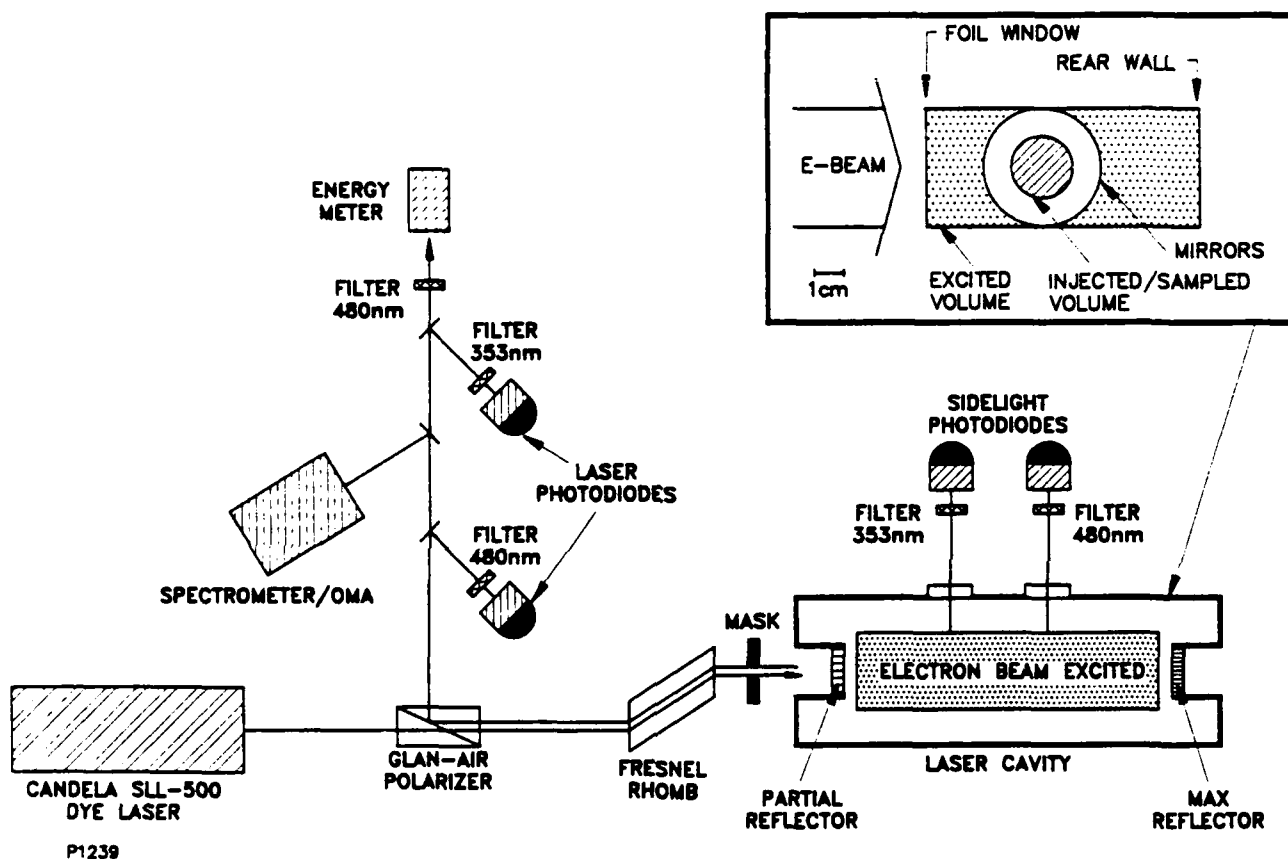 FOIL WINDOW
REAR WALL
E-BEAM
MIRRORS
1cm
EXCITED
VOLUME
INJECTED/SAMPLED
VOLUME
ENERGY
METER
FILTER
480nm
FILTER
353nm
LASER
PHOTODIODES
FILTER
480nm
SPECTROMETER/OMA
SIDELIGHT
PHOTODIODES
FILTER
353nm
FILTER
480nm
MASK
ELECTRON BEAM EXCITED
LASER CAVITY
GLAN-AIR
POLARIZER
FRESNEL
RHOMB
PARTIAL
REFLECTOR
MAX
REFLECTOR
CANDELA SLL-500
DYE LASER
P1239